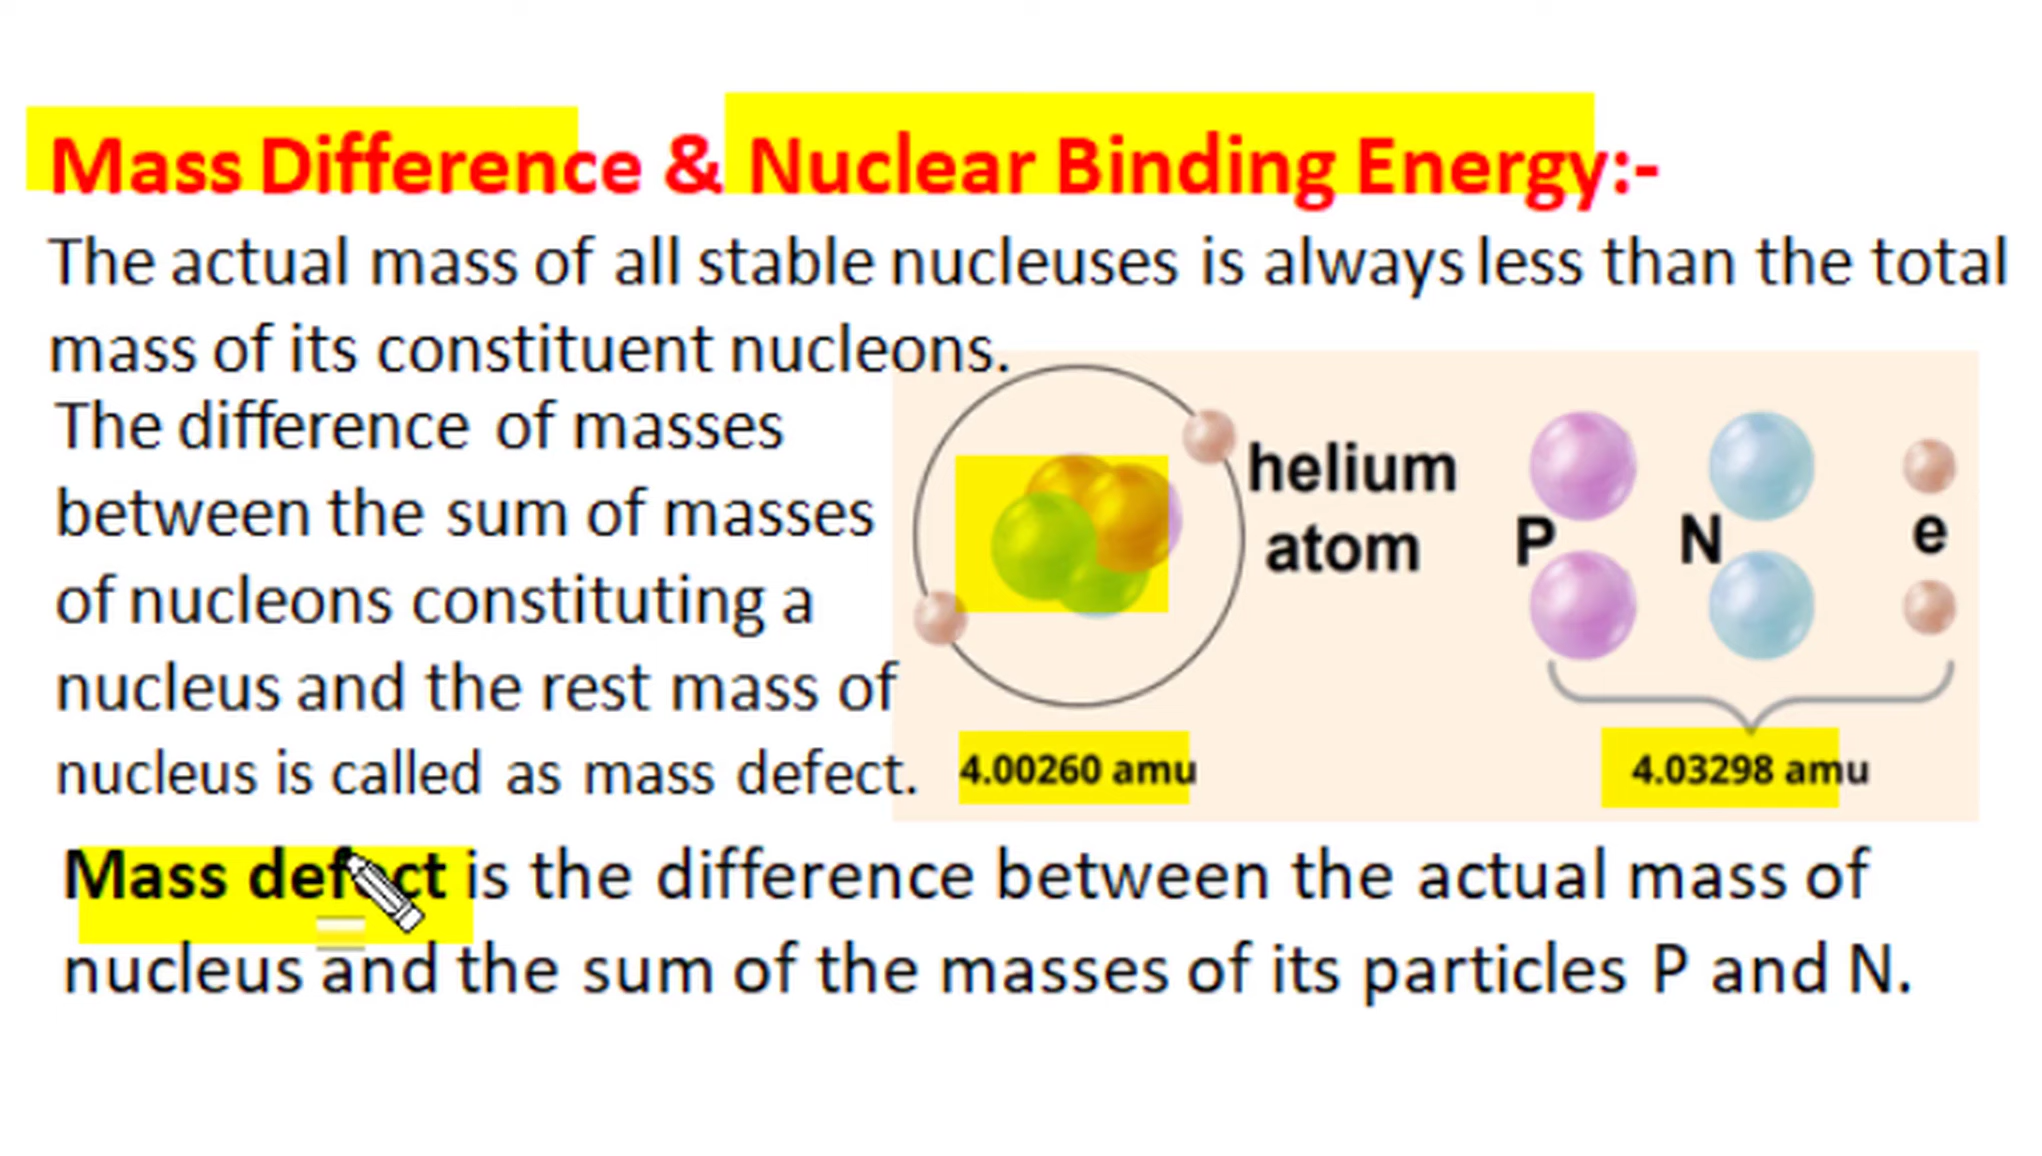 Mass Difference & Nuclear Binding Energy:-
The actual mass of all stable nucleuses is always less than the total
mass of its constituent nucleons.
The difference of masses
between the sum of masses
of nucleons constituting a
nucleus and the rest mass of
nucleus is called as mass defect.
helium
atom
P N e
4.00260 amu
4.03298 amu
Mass defect is the difference between the actual mass of
nucleus and the sum of the masses of its particles P and N.